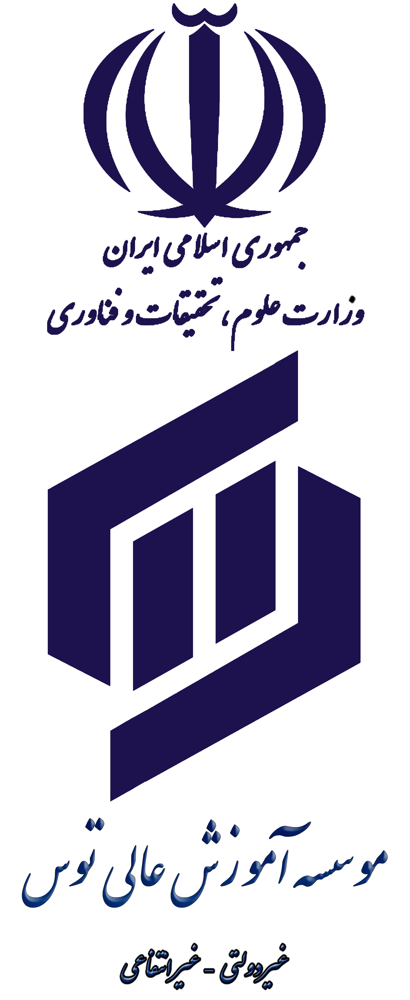 جمهوری اسلامی ایران
وزارت علوم، تحقیقات و فناوری
موسسه آموزش عالی توس
غیردولتی - غیرانتفاعی